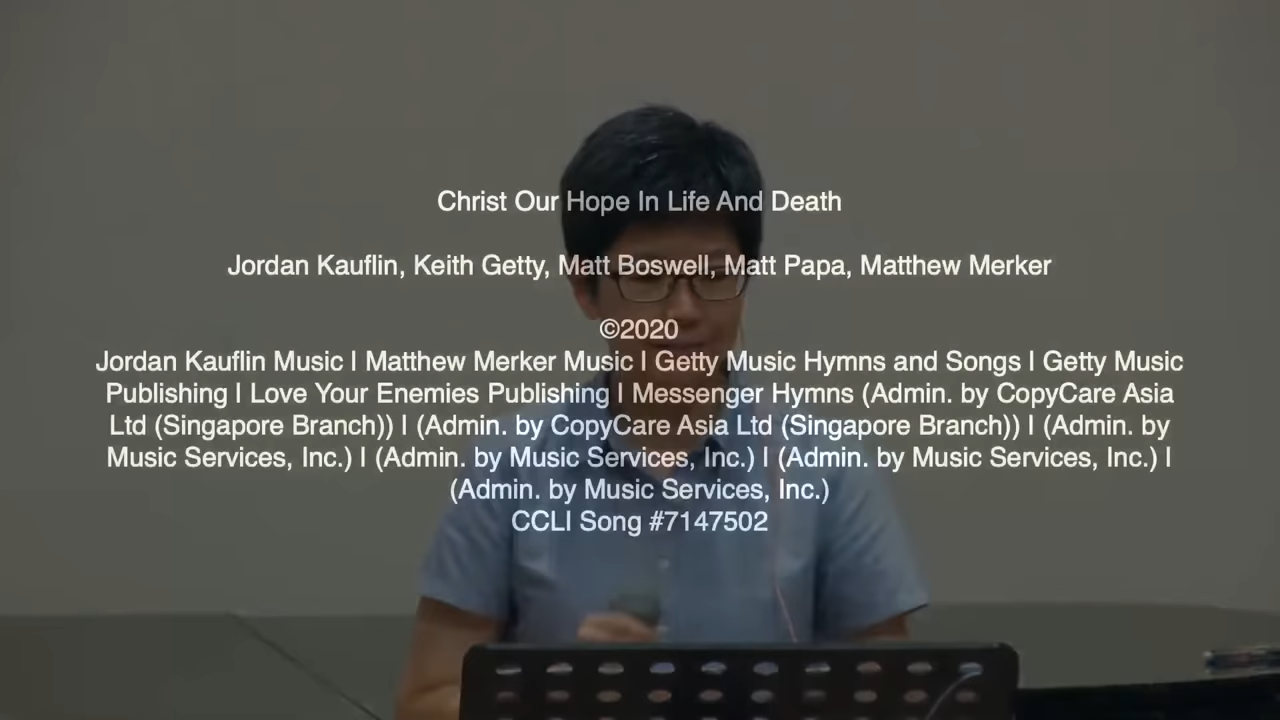 Christ Our Hope In Life And Death
Jordan Kauflin, Keith Getty, Matt Boswell, Matt Papa, Matthew Merker
©2020
Jordan Kauflin Music | Matthew Merker Music | Getty Music Hymns and Songs | Getty Music
Publishing | Love Your Enemies Publishing | Messenger Hymns (Admin. by CopyCare Asia
Ltd (Singapore Branch)) | (Admin. by CopyCare Asia Ltd (Singapore Branch)) | (Admin. by
Music Services, Inc.) | (Admin. by Music Services, Inc.) | (Admin. by Music Services, Inc.) |
(Admin. by Music Services, Inc.)
CCLI Song #7147502